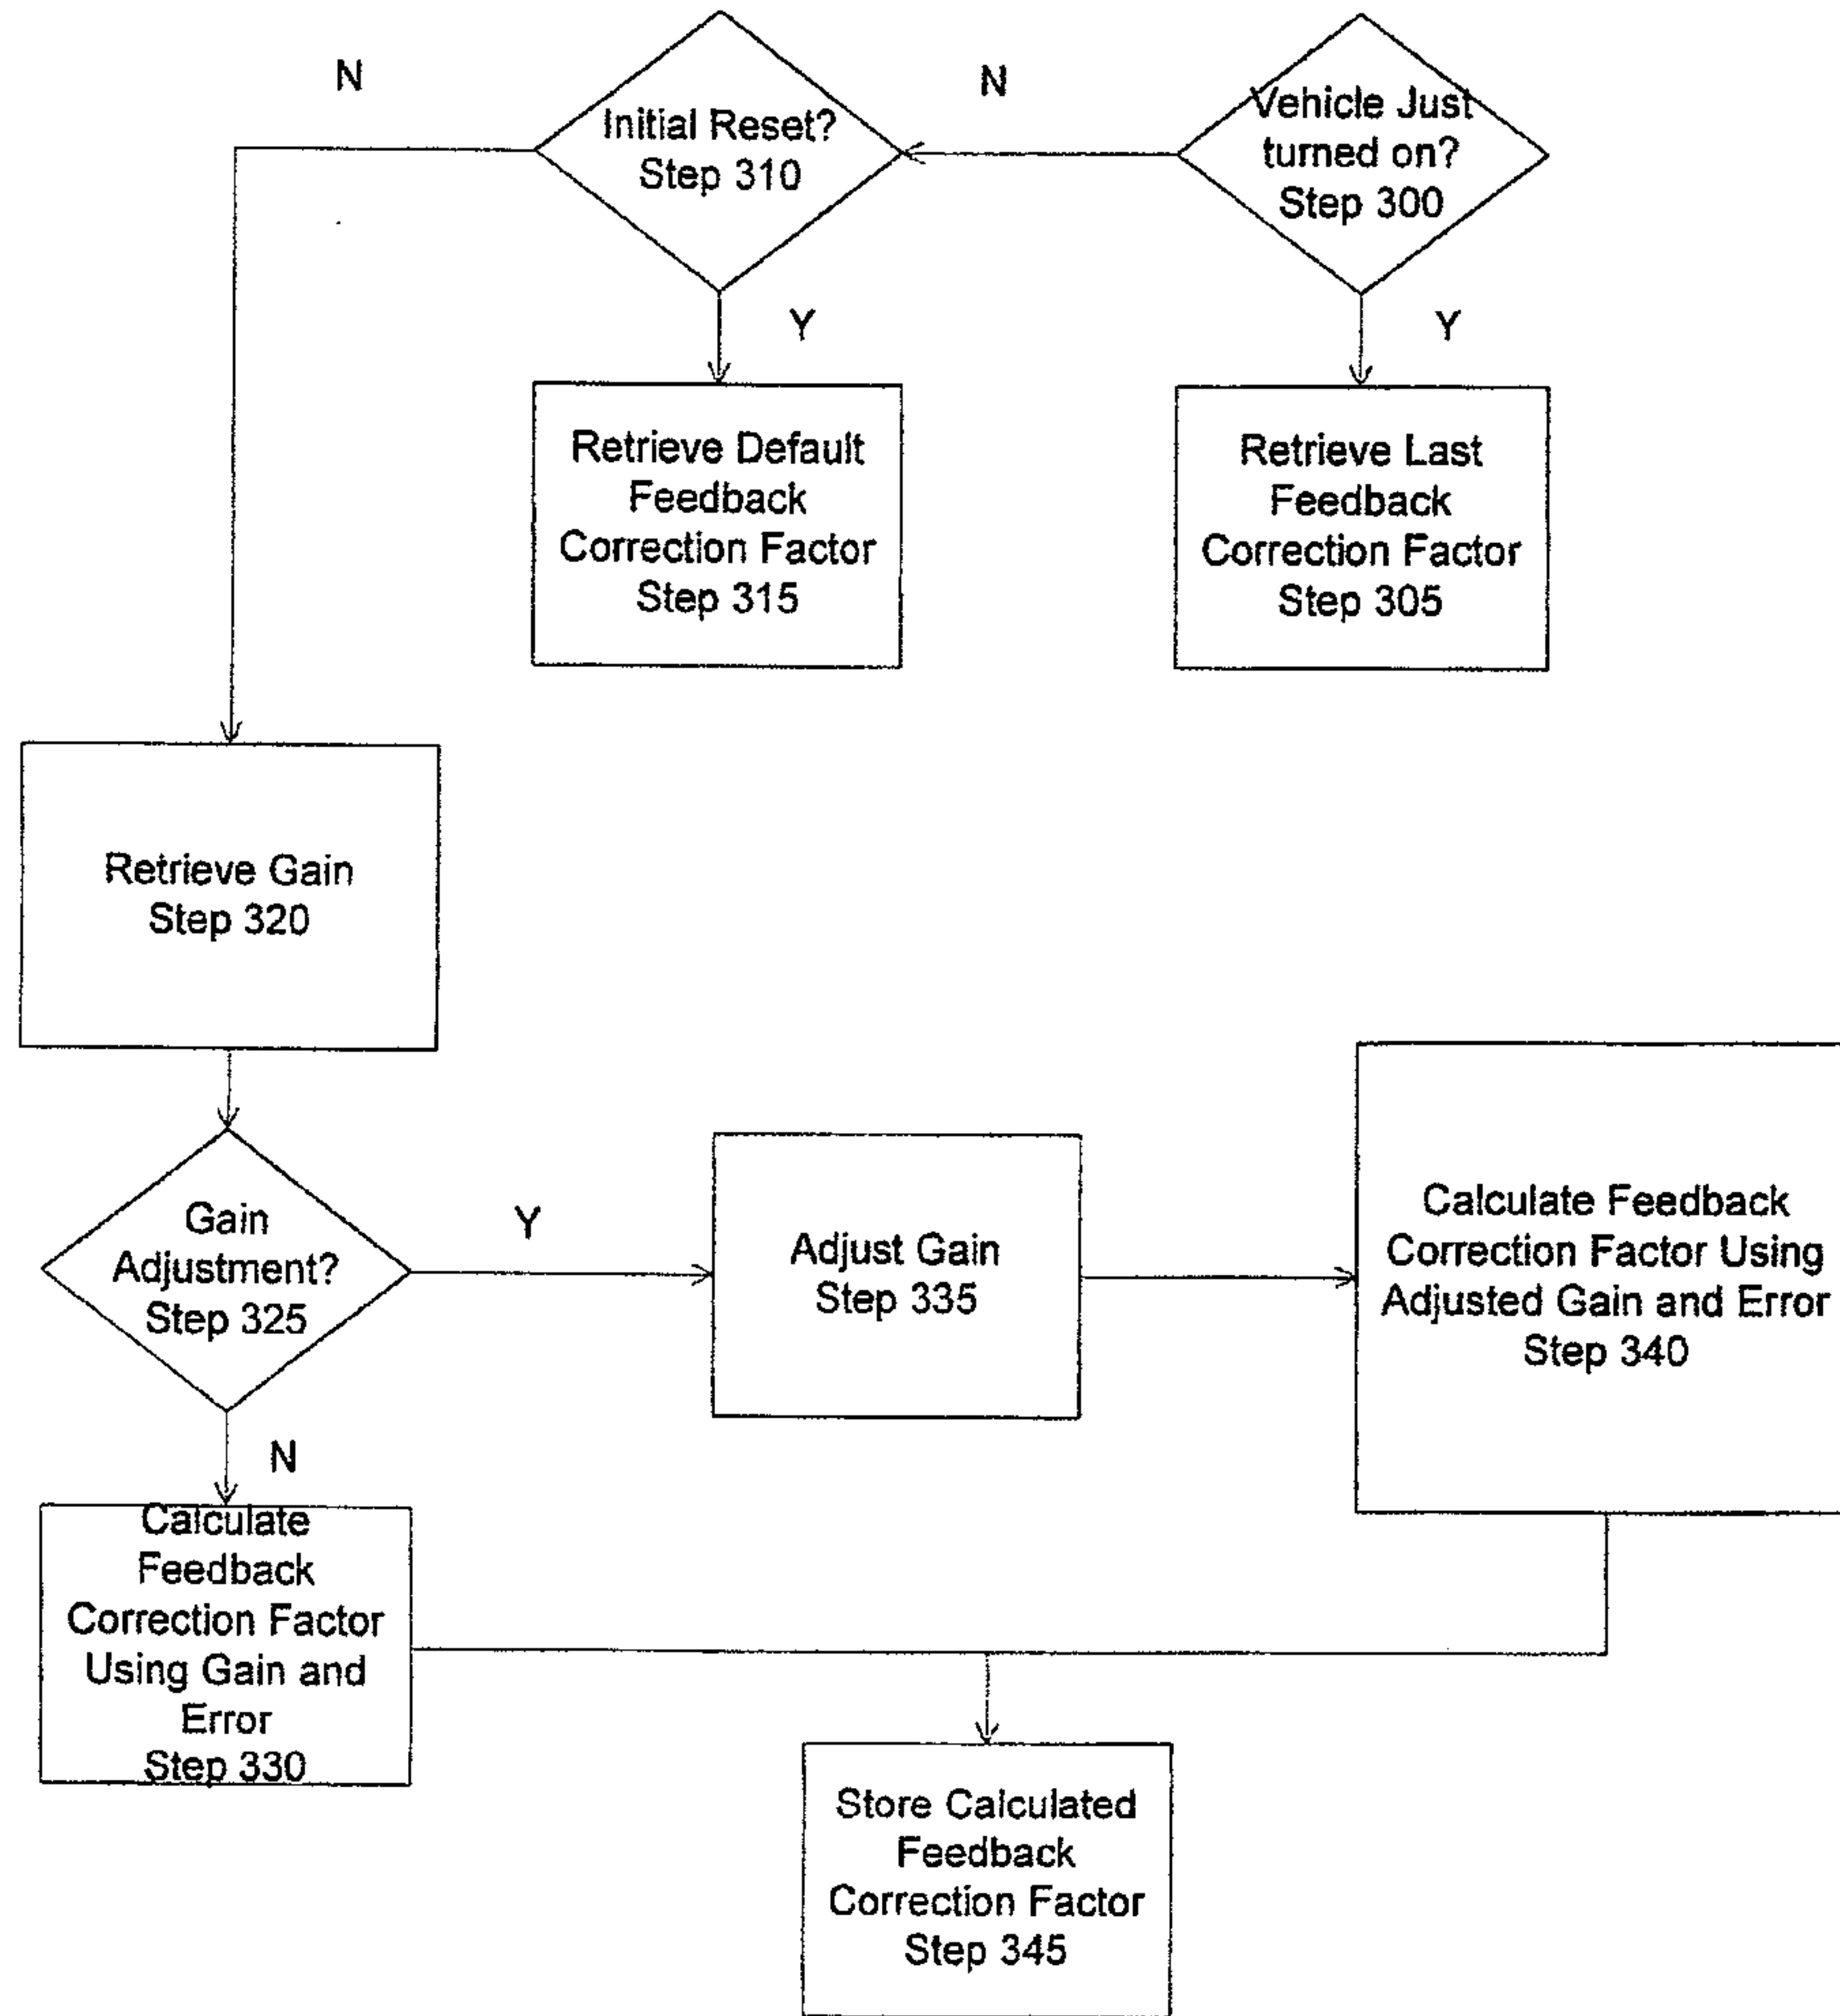 N
Initial Reset?
Step 310
N
Vehicle Just
turned on?
Step 300
Y
Y
Retrieve Default
Feedback
Correction Factor
Step 315
Retrieve Last
Feedback
Correction Factor
Step 305
Retrieve Gain
Step 320
Gain
Adjustment?
Step 325
Y
Adjust Gain
Step 335
Calculate Feedback
Correction Factor Using
Adjusted Gain and Error
Step 340
N
Calculate
Feedback
Correction Factor
Using Gain and
Error
Step 330
Store Calculated
Feedback
Correction Factor
Step 345